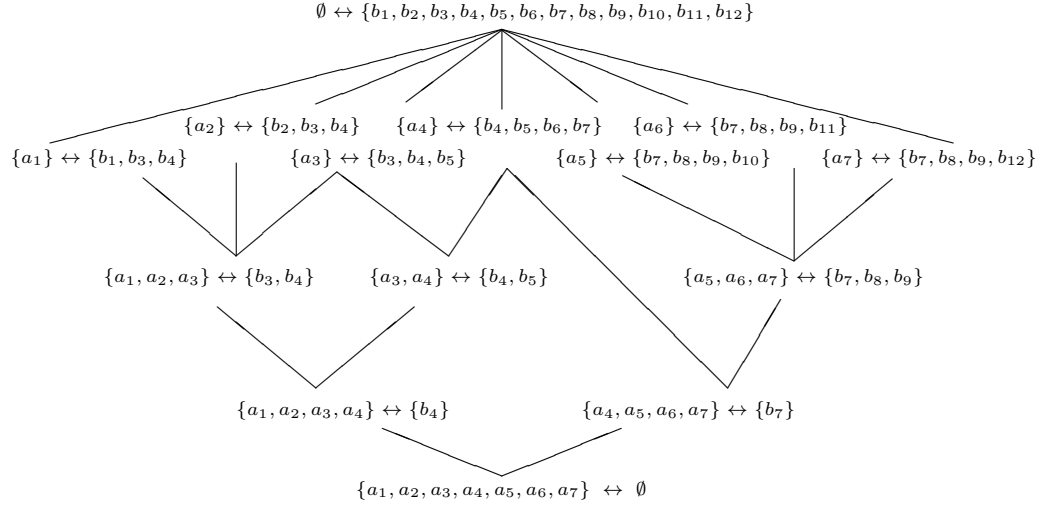 ∅ ↔ {b₁, b₂, b₃, b₄, b₅, b₆, b₇, b₈, b₉, b₁₀, b₁₁, b₁₂}
{a₂} ↔ {b₂, b₃, b₄} {a₄} ↔ {b₄, b₅, b₆, b₇} {a₆} ↔ {b₇, b₈, b₉, b₁₁}
{a₁} ↔ {b₁, b₃, b₄} {a₃} ↔ {b₃, b₄, b₅} {a₅} ↔ {b₇, b₈, b₉, b₁₀} {a₇} ↔ {b₇, b₈, b₉, b₁₂}
{a₁, a₂, a₃} ↔ {b₃, b₄} {a₃, a₄} ↔ {b₄, b₅} {a₅, a₆, a₇} ↔ {b₇, b₈, b₉}
{a₁, a₂, a₃, a₄} ↔ {b₄} {a₄, a₅, a₆, a₇} ↔ {b₇}
{a₁, a₂, a₃, a₄, a₅, a₆, a₇} ↔ ∅